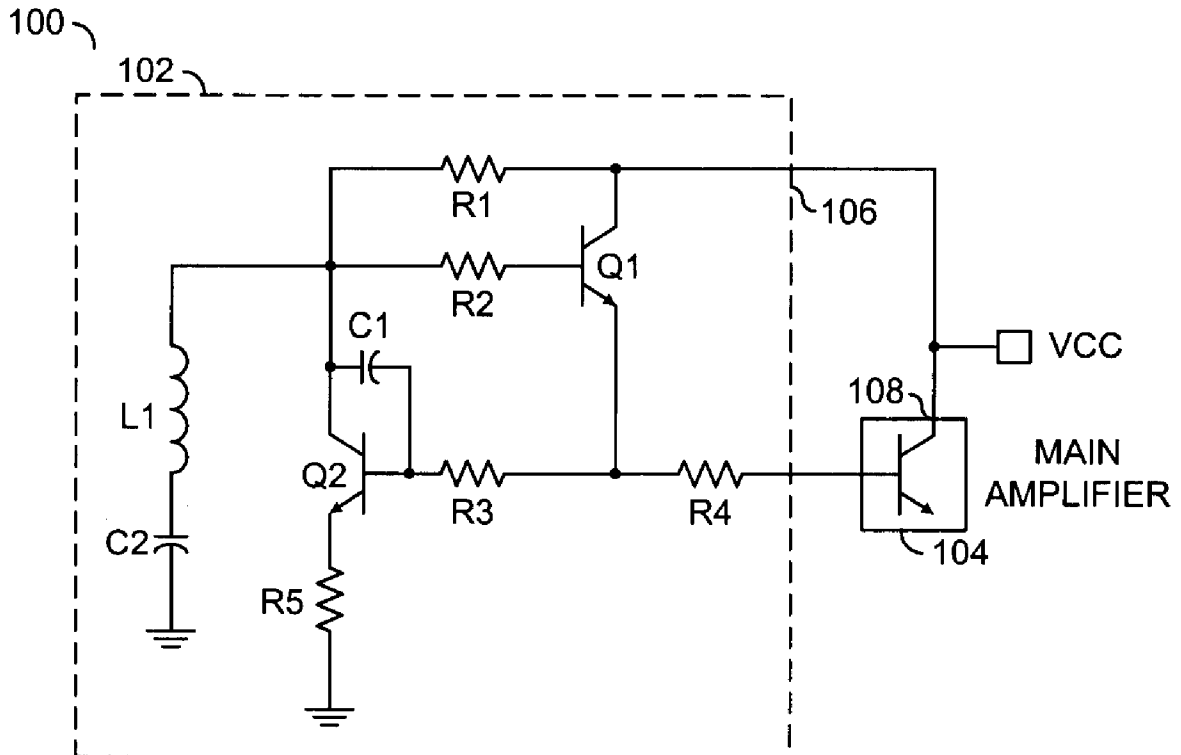 100
102
R1
106
R2
Q1
C1
VCC
L1
108
Q2
R3
R4
MAIN
AMPLIFIER
C2
104
R5